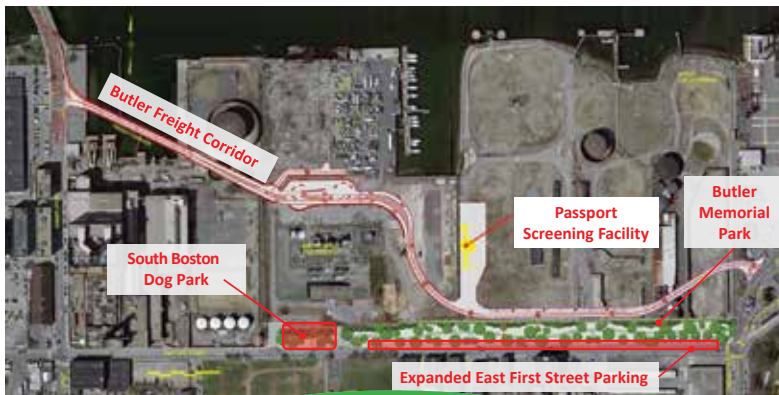 Butler Freight Corridor
Butler
Memorial
Park
Passport
Screening Facility
South Boston
Dog Park
Expanded East First Street Parking